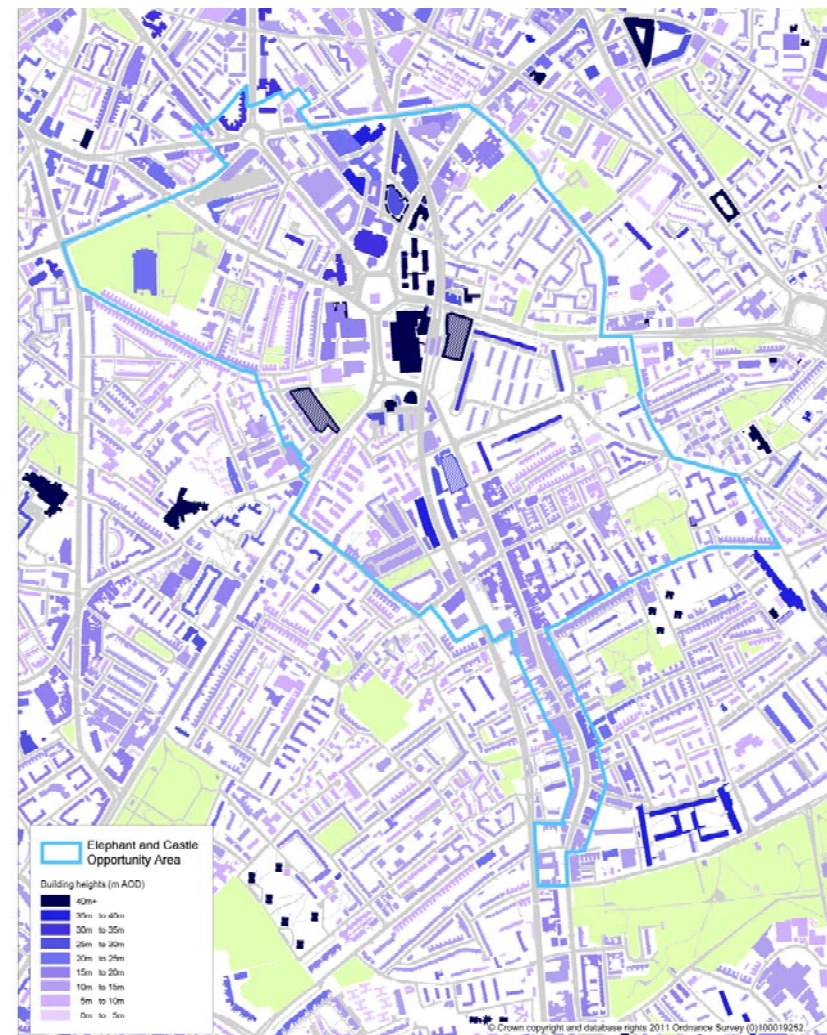 Elephant and Castle
Opportunity Area
Building heights (m AOD)
40m+
35m to 40m
30m to 35m
25m to 30m
20m to 25m
15m to 20m
10m to 15m
5m to 10m
0m to 5m
© Crown copyright and database rights 2011 Ordnance Survey (0)100019252